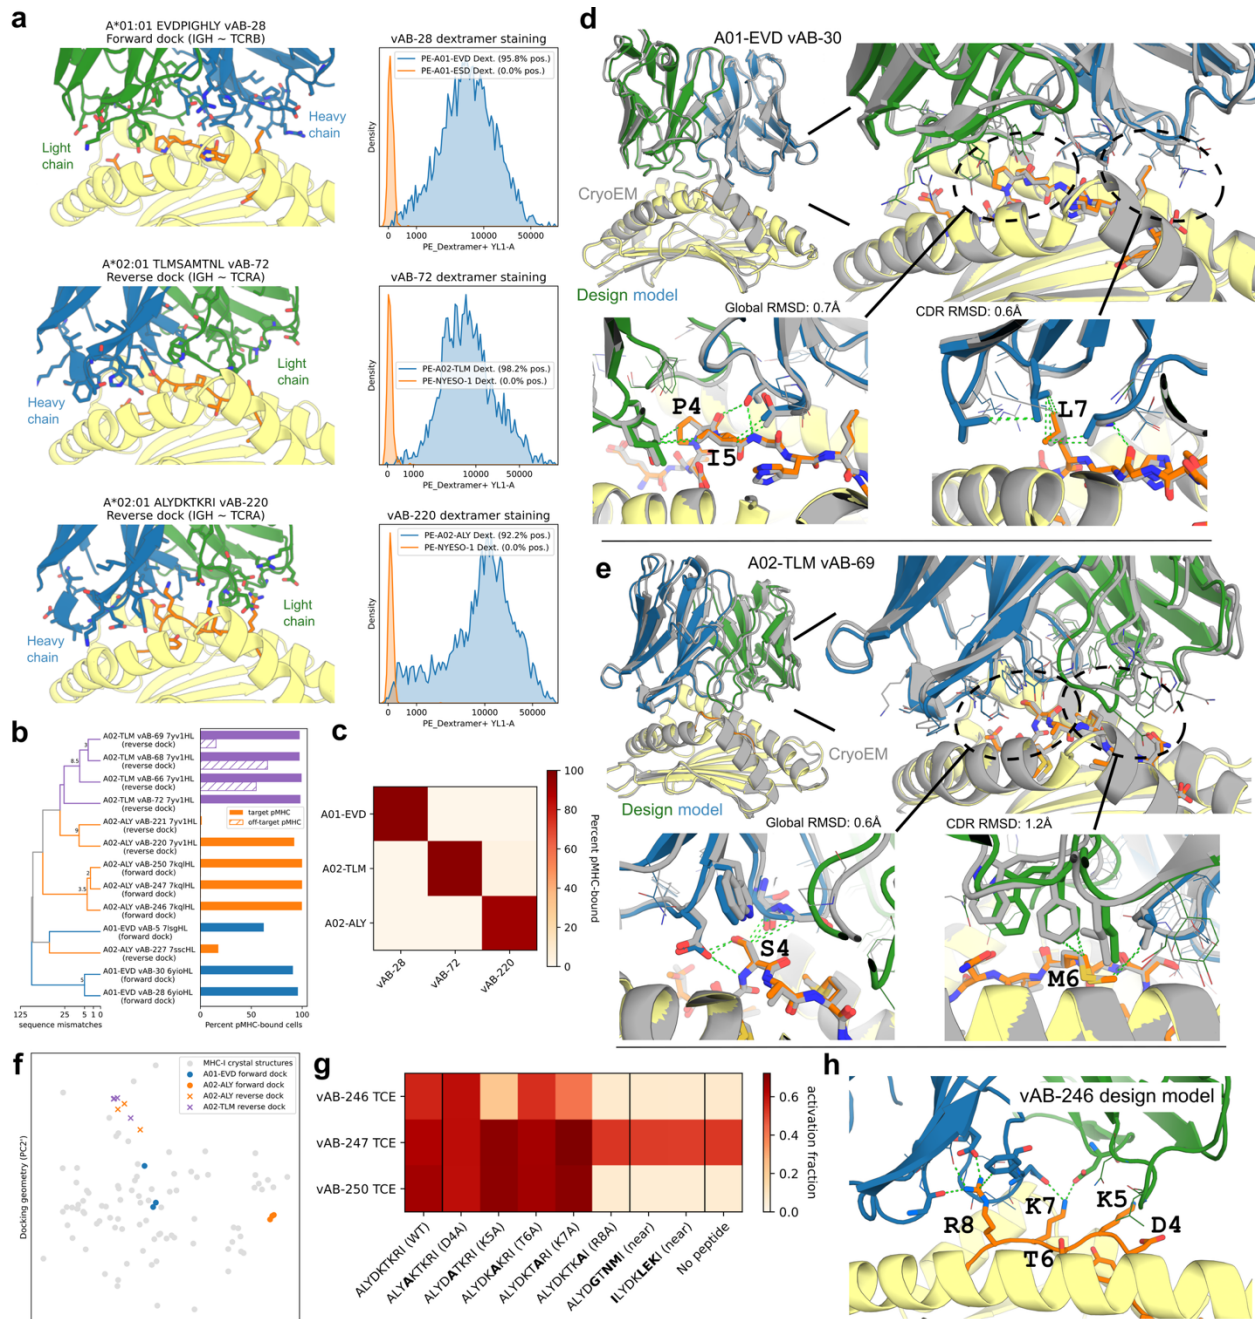 a
A*01:01 EVDPIGHLY vAB-28
Forward dock (IGH ~ TCRB)
Light
chain
Heavy
chain
vAB-28 dextramer staining
PE-A01-EVD Dext. (95.8% pos.)
PE-A01-ESD Dext. (0.0% pos.)
Density
0 1000 10000 50000
PE_Dextramer+ YL1-A
A*02:01 TLMSAMTNL vAB-72
Reverse dock (IGH ~ TCRA)
Heavy
chain
Light
chain
vAB-72 dextramer staining
PE-A02-TLM Dext. (98.2% pos.)
PE-NYESO-1 Dext. (0.0% pos.)
Density
0 1000 10000 50000
PE_Dextramer+ YL1-A
A*02:01 ALYDKTKRI vAB-220
Reverse dock (IGH ~ TCRA)
Heavy
chain
Light
chain
vAB-220 dextramer staining
PE-A02-ALY Dext. (92.2% pos.)
PE-NYESO-1 Dext. (0.0% pos.)
Density
0 1000 10000 50000
PE_Dextramer+ YL1-A
b
A02-TLM vAB-69 7yv1HL
(reverse dock)
A02-TLM vAB-68 7yv1HL
(reverse dock)
A02-TLM vAB-66 7yv1HL
(reverse dock)
A02-TLM vAB-72 7yv1HL
(reverse dock)
A02-ALY vAB-221 7yv1HL
(reverse dock)
A02-ALY vAB-220 7yv1HL
(reverse dock)
A02-ALY vAB-250 7kqlHL
(forward dock)
A02-ALY vAB-247 7kqlHL
(forward dock)
A02-ALY vAB-246 7kqlHL
(forward dock)
A01-EVD vAB-5 7lsgHL
(forward dock)
A02-ALY vAB-227 7sscHL
(reverse dock)
A01-EVD vAB-30 6yioHL
(forward dock)
A01-EVD vAB-28 6yioHL
(forward dock)
3
8.5
9
2
3.5
5
target pMHC
off-target pMHC
125 25 5 1 0
sequence mismatches
0 50 100
Percent pMHC-bound cells
c
A01-EVD
A02-TLM
A02-ALY
vAB-28
vAB-72
vAB-220
100
80
60
40
20
0
Percent pMHC-bound
d
A01-EVD vAB-30
CryoEM
Design model
Global RMSD: 0.7Å
CDR RMSD: 0.6Å
P4
I5
L7
e
A02-TLM vAB-69
CryoEM
Design model
Global RMSD: 0.6Å
CDR RMSD: 1.2Å
S4
M6
f
MHC-I crystal structures
A01-EVD forward dock
A02-ALY forward dock
A02-ALY reverse dock
A02-TLM reverse dock
Docking geometry (PC2')
g
vAB-246 TCE
vAB-247 TCE
vAB-250 TCE
ALYDKTKRI (WT)
ALYAKTKRI (D4A)
ALYDATKRI (K5A)
ALYDKAKRI (T6A)
ALYDKTARI (K7A)
ALYDKTKAI (R8A)
ALYDGTNMI (near)
ILYDKLEKI (near)
No peptide
0.6
0.4
0.2
0.0
activation fraction
h
vAB-246 design model
R8
K7
T6
K5
D4